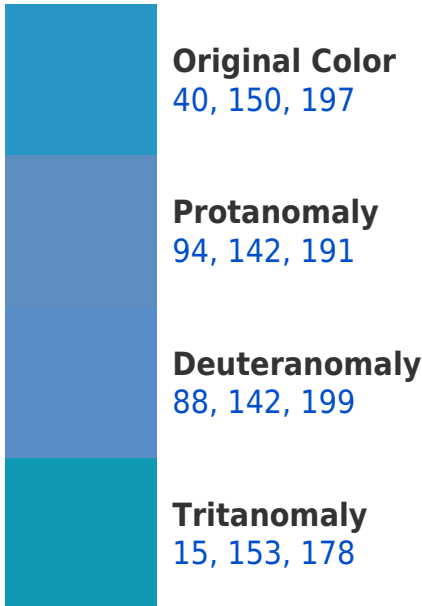 Original Color
40, 150, 197
Protanomaly
94, 142, 191
Deuteranomaly
88, 142, 199
Tritanomaly
15, 153, 178